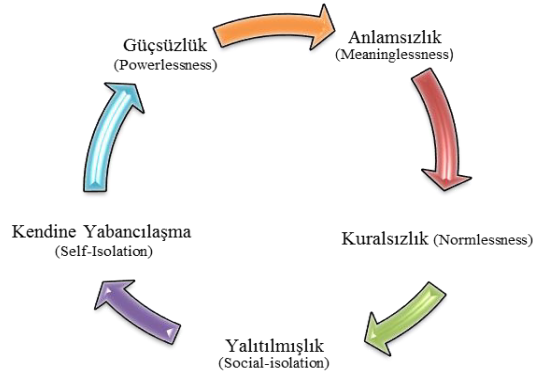 Güçsüzlük
(Powerlessness)
Anlamsızlık
(Meaninglessness)
Kuralsızlık (Normlessness)
Yalıtılmışlık
(Social-isolation)
Kendine Yabancılaşma
(Self-Isolation)